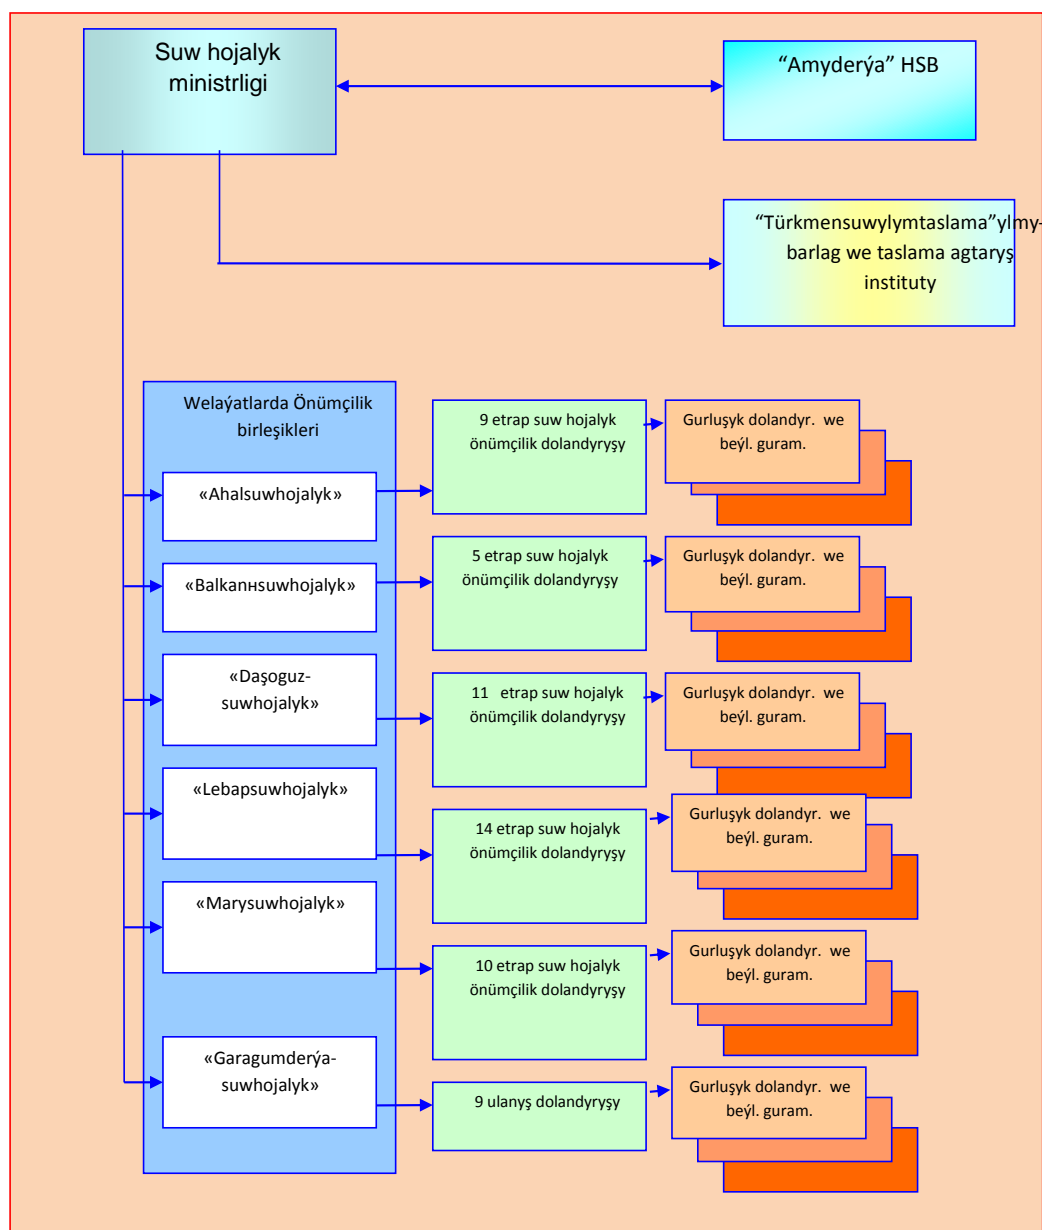 Suw hojalyk
ministrligi
“Amyderýa” HSB
“Türkmensuwylymtaslama”ylmy-
barlag we taslama agtaryş
instituty
Welaýatlarda Önümçilik
birleşikleri
«Ahalsuwhojalyk»
9 etrap suw hojalyk
önümçilik dolandyryşy
Gurluşyk dolandyr. we
beýl. guram.
«Balkanнsuwhojalyk»
5 etrap suw hojalyk
önümçilik dolandyryşy
Gurluşyk dolandyr. we
beýl. guram.
«Daşoguz-
suwhojalyk»
11 etrap suw hojalyk
önümçilik dolandyryşy
Gurluşyk dolandyr. we
beýl. guram.
«Lebapsuwhojalyk»
14 etrap suw hojalyk
önümçilik dolandyryşy
Gurluşyk dolandyr. we
beýl. guram.
«Marysuwhojalyk»
10 etrap suw hojalyk
önümçilik dolandyryşy
Gurluşyk dolandyr. we
beýl. guram.
«Garagumderýa-
suwhojalyk»
9 ulanyş dolandyryşy
Gurluşyk dolandyr. we
beýl. guram.